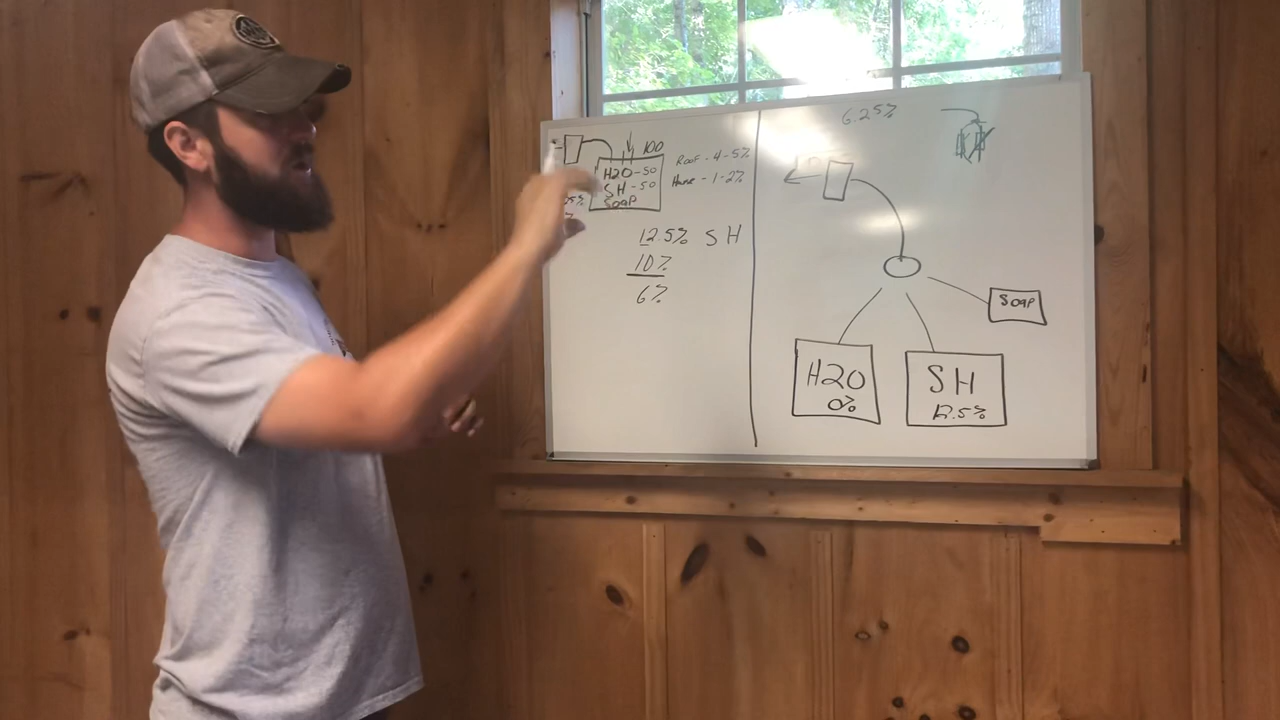 100
H2O-50
SH-50
SOAP
Roof-4-5%
House-1-2%
12.5% SH
10%
6%
6.25%
SOAP
H2O
0%
SH
12.5%